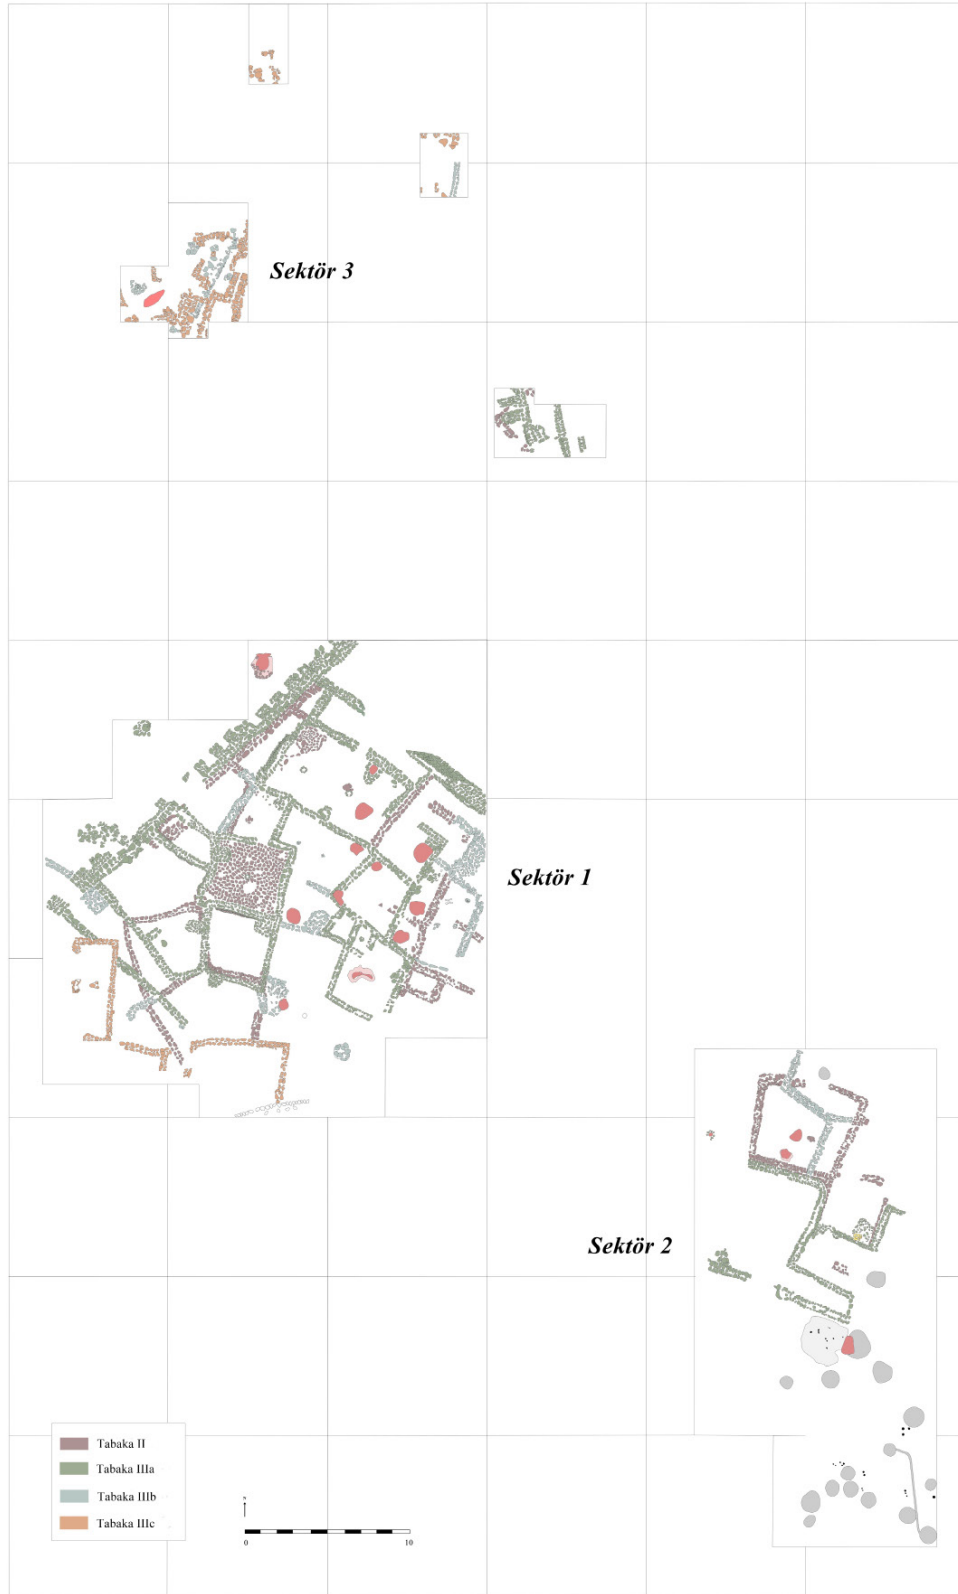 Sektör 3
Sektör 1
Sektör 2
Tabaka II
Tabaka IIIa
Tabaka IIIb
Tabaka IIIc
N
0 10